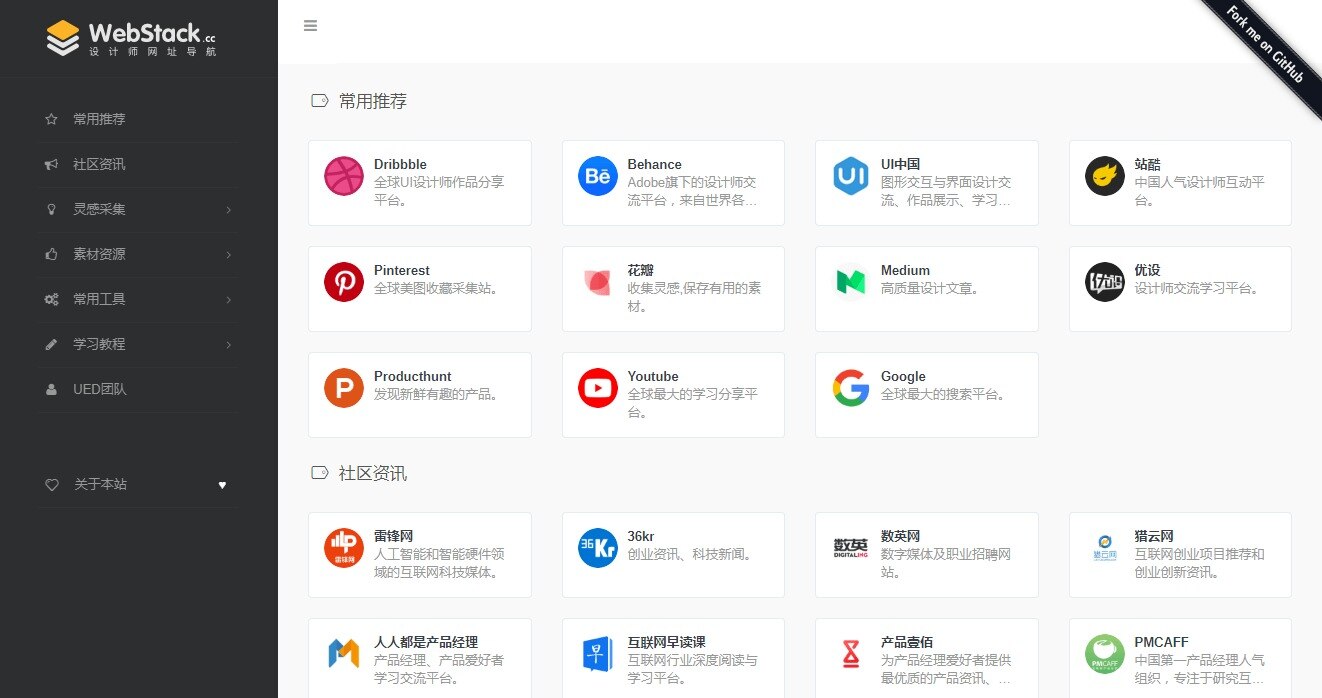 WebStack.cc
设计师网址导航
常用推荐
社区资讯
灵感采集
素材资源
常用工具
学习教程
UED团队
关于本站
Fork me on GitHub
常用推荐
Dribbble
全球UI设计师作品分享
平台。
Behance
Adobe旗下的设计师交
流平台，来自世界各...
UI中国
图形交互与界面设计交
流、作品展示、学习...
站酷
中国人气设计师互动平
台。
Pinterest
全球美图收藏采集站。
花瓣
收集灵感,保存有用的素
材。
Medium
高质量设计文章。
优设
优设
设计师交流学习平台。
P
Producthunt
发现新鲜有趣的产品。
Youtube
全球最大的学习分享平
台。
Google
全球最大的搜索平台。
社区资讯
雷锋网
雷锋网
人工智能和智能硬件领
域的互联网科技媒体。
36Kr
36kr
创业资讯、科技新闻。
数英
DIGITALING
数英网
数字媒体及职业招聘网
站。
猎云网
猎云网
互联网创业项目推荐和
创业创新资讯。
人人都是产品经理
产品经理、产品爱好者
学习交流平台。
早
互联网早读课
互联网行业深度阅读与
学习平台。
产品壹佰
为产品经理爱好者提供
最优质的产品资讯、...
PMCAFF
PMCAFF
中国第一产品经理人气
组织，专注于研究互...
Bē
UI